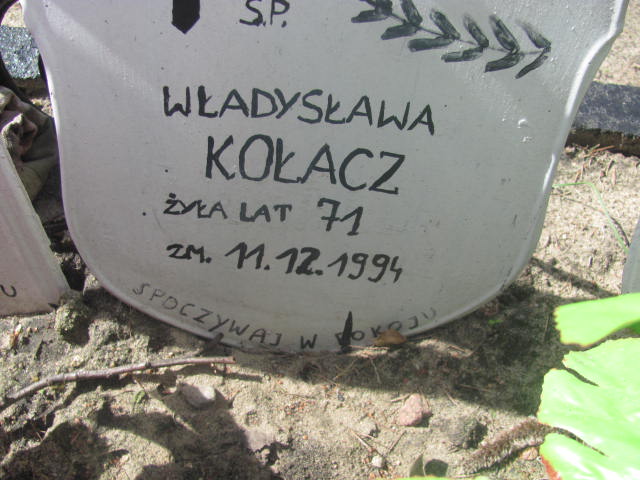 Ś.P.
WŁADYSŁAWA
KOŁACZ
ŻYŁA LAT 71
ZM. 11.12.1994
SPOCZYWAJ W POKOJU
U